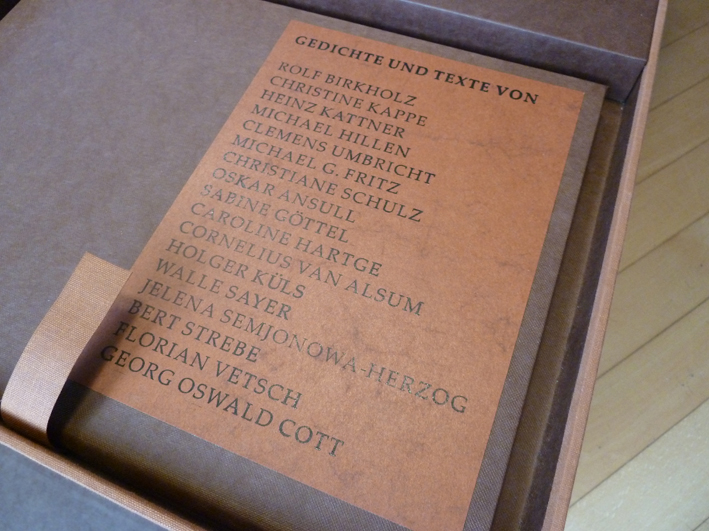 GEDICHTE UND TEXTE VON
ROLF BIRKHOLZ
CHRISTINE KAPPE
HEINZ KATTNER
MICHAEL HILLEN
CLEMENS UMBRICHT
MICHAEL G. FRITZ
CHRISTIANE SCHULZ
OSKAR ANSULL
SABINE GÖTTEL
CAROLINE HARTGE
CORNELIUS VAN ALSUM
HOLGER KÜLS
WALLE SAYER
JELENA SEMJONOWA-HERZOG
BERT STREBE
FLORIAN VETSCH
GEORG OSWALD COTT